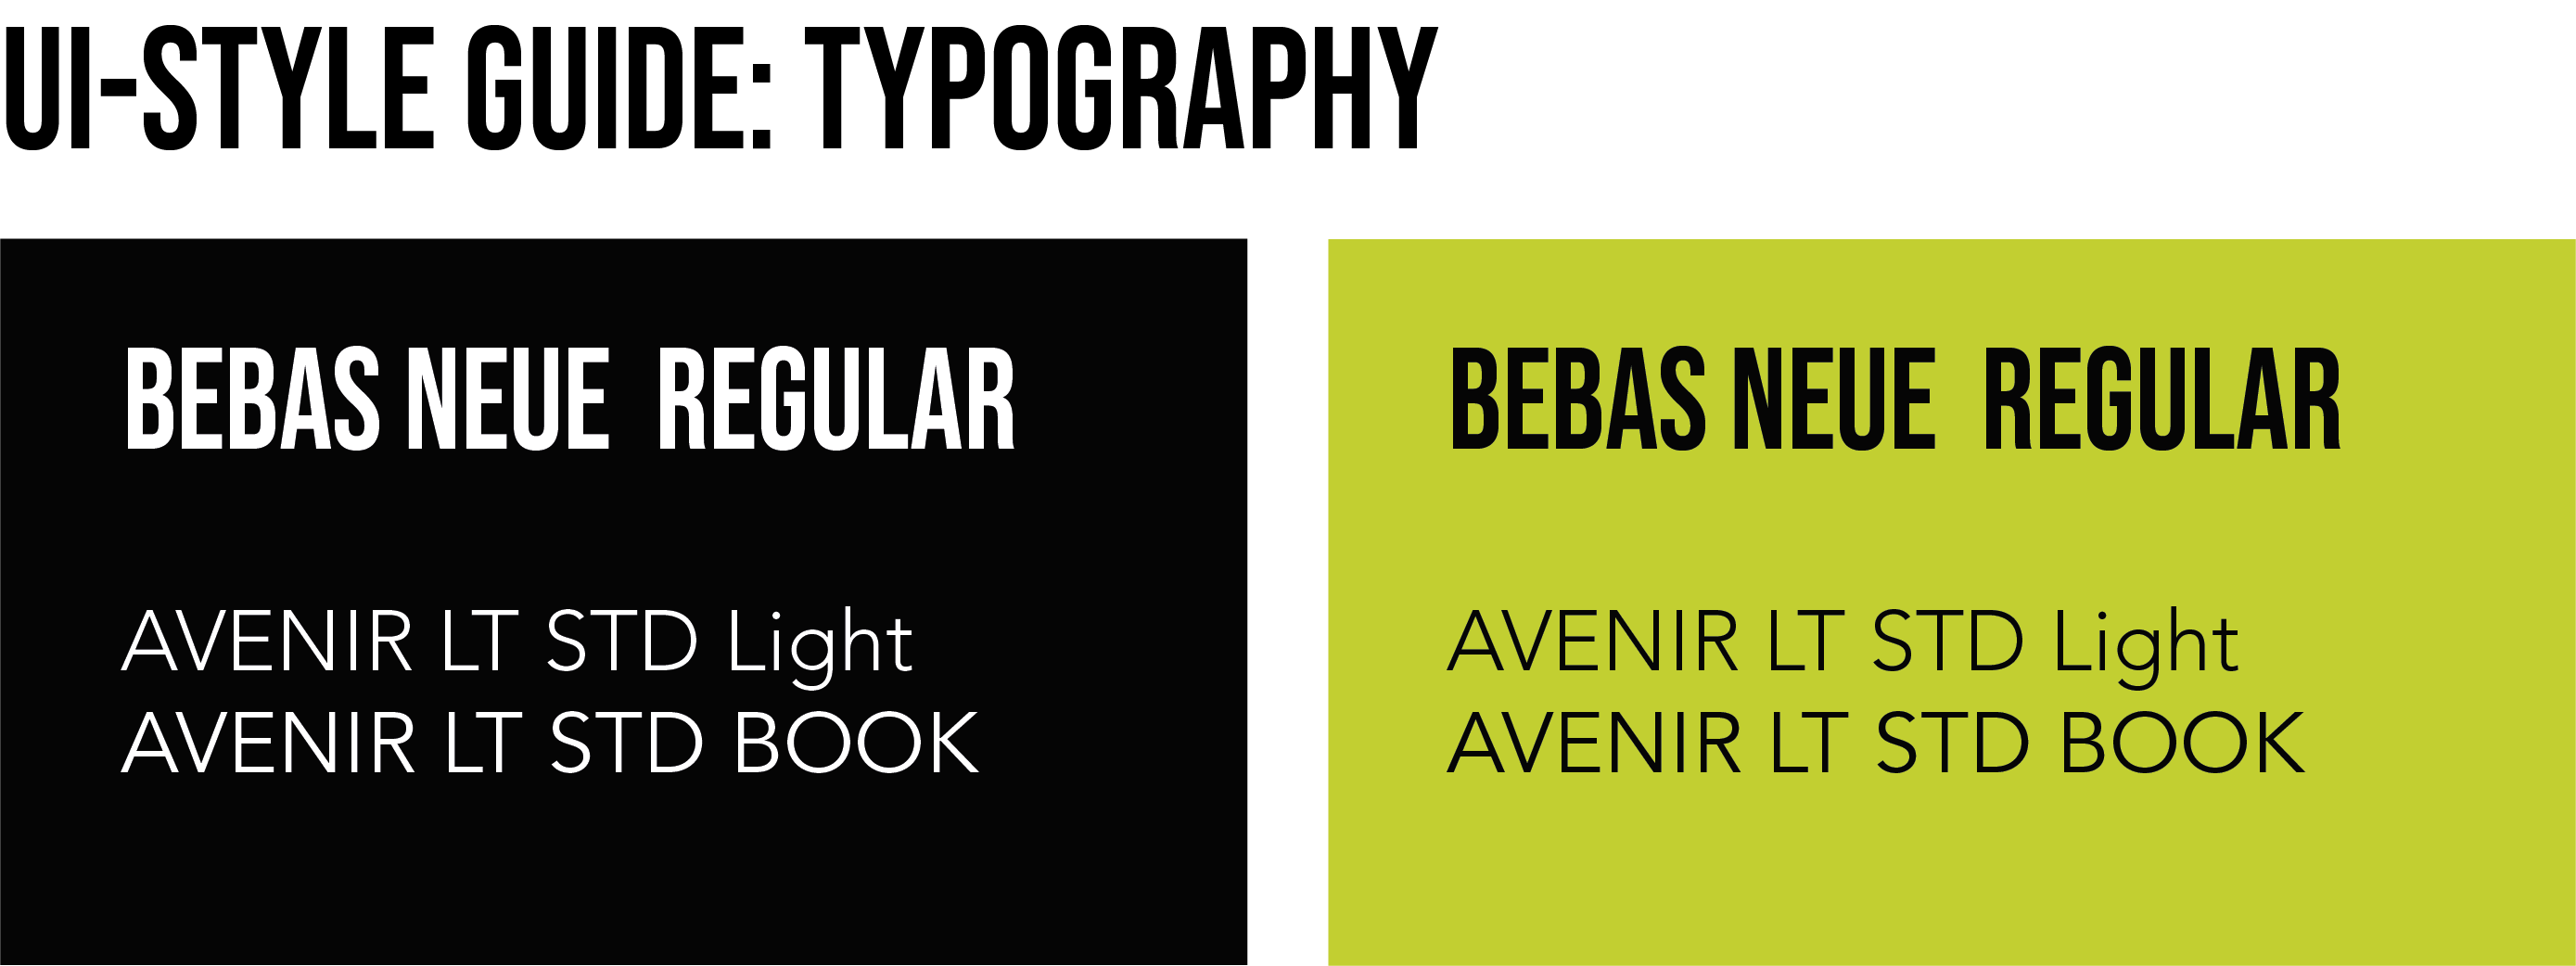 UI-STYLE GUIDE: TYPOGRAPHY
BEBAS NEUE  REGULAR
AVENIR LT STD Light
AVENIR LT STD BOOK
BEBAS NEUE  REGULAR
AVENIR LT STD Light
AVENIR LT STD BOOK